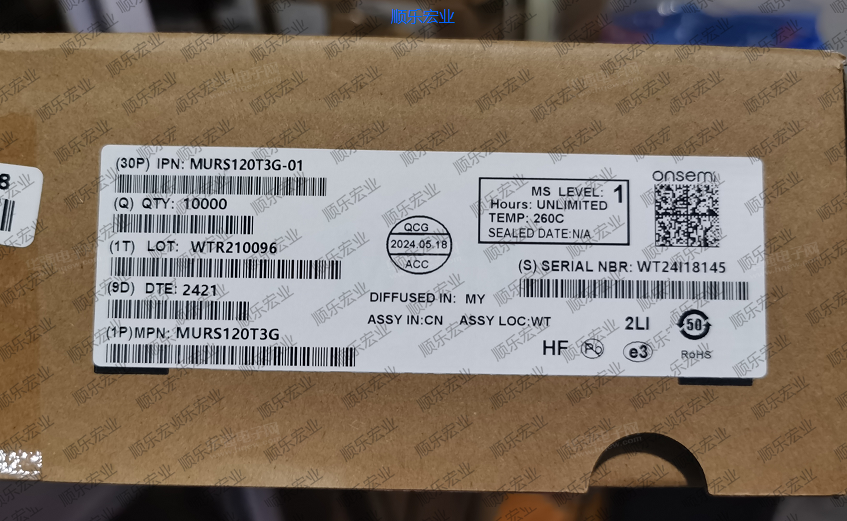 顺乐宏业
(30P) IPN: MURS120T3G-01
(Q) QTY: 10000
(1T) LOT: WTR210096
(9D) DTE: 2421
(1P)MPN: MURS120T3G
QCG
2024.05.18
ACC
MS LEVEL: 1
Hours: UNLIMITED
TEMP: 260C
SEALED DATE:N/A
onsemi
(S) SERIAL NBR: WT24I18145
DIFFUSED IN: MY
ASSY IN:CN ASSY LOC:WT
2LI
50
HF
Pb
e3
RoHS
8